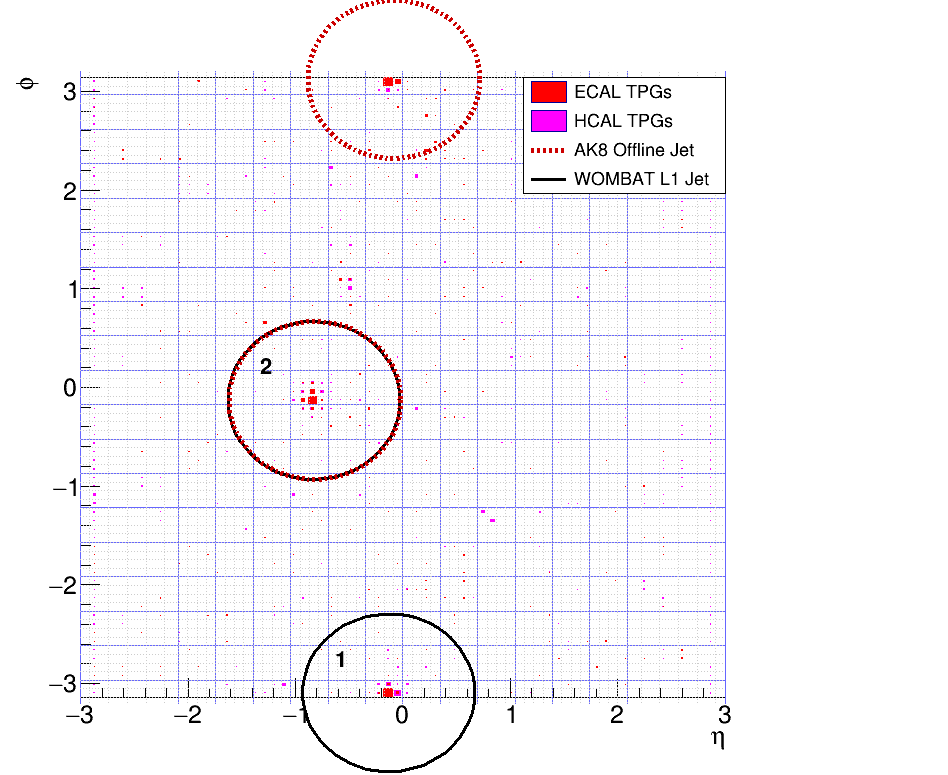 ϕ
3
2
1
0
−1
−2
−3
ECAL TPGs
HCAL TPGs
AK8 Offline Jet
WOMBAT L1 Jet
2
1
−3 −2 −1 0 1 2 3
η